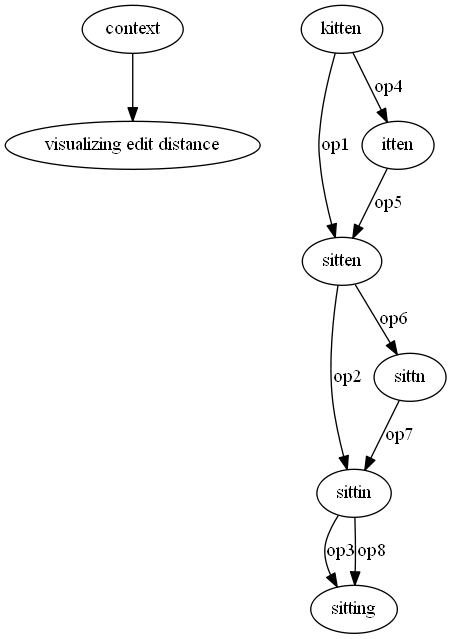 context
kitten
op4
visualizing edit distance
op1
itten
op5
sitten
op6
op2
sittn
op7
sittin
op3
op8
sitting